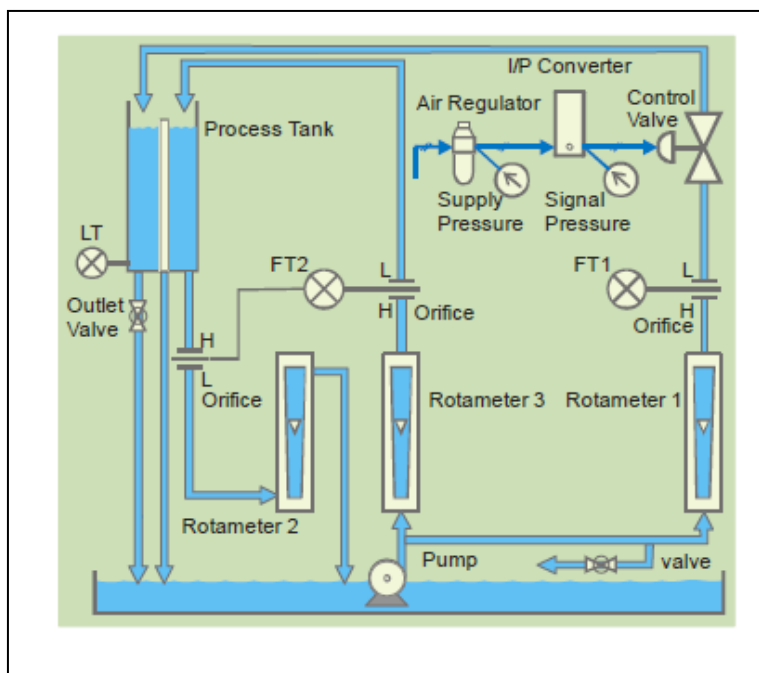 I/P Converter
Air Regulator
Control
Valve
Process Tank
Supply
Pressure
Signal
Pressure
LT
FT2
L
FT1
L
Outlet
Valve
H
Orifice
H
Orifice
H
L
Orifice
Rotameter 3
Rotameter 1
Rotameter 2
Pump
valve